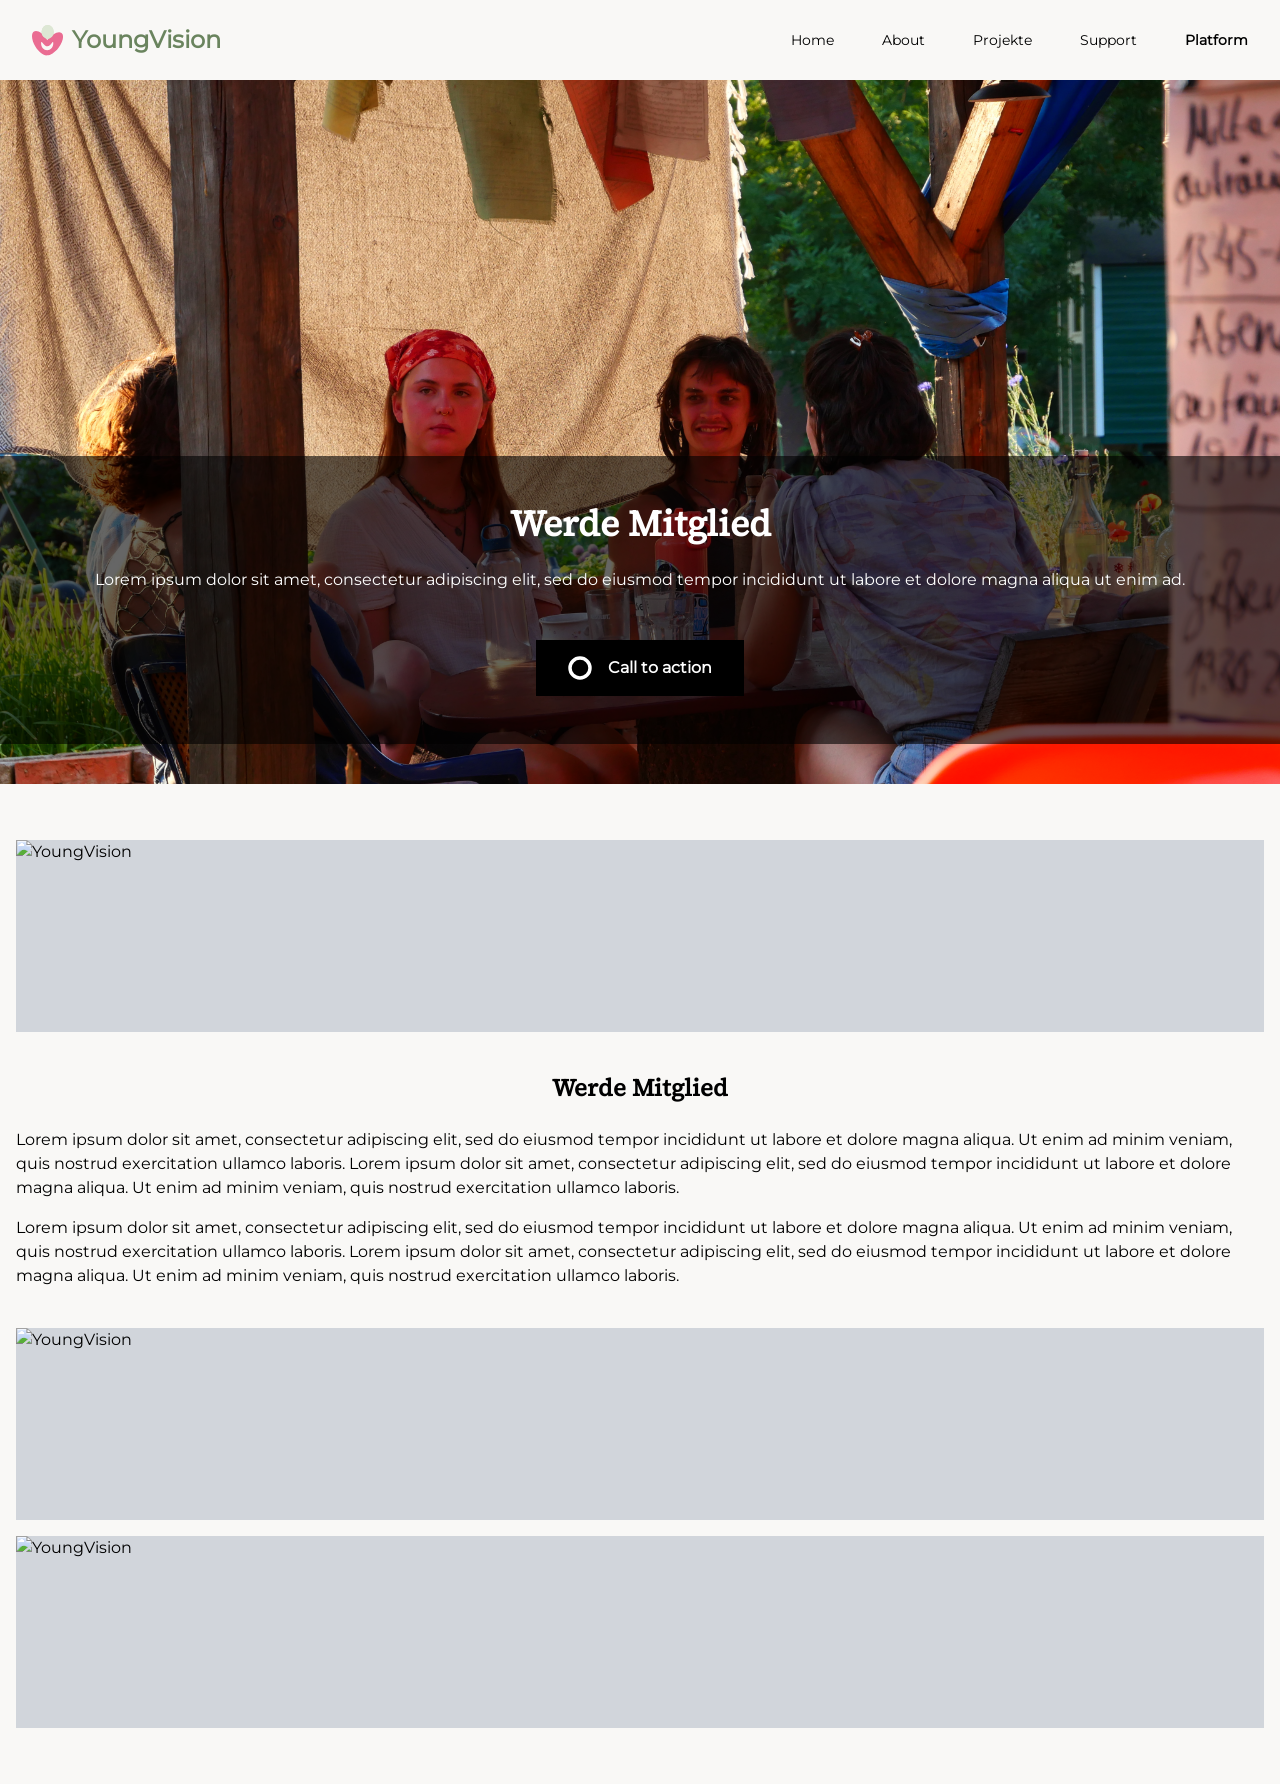 YoungVision
Home
About
Projekte
Support
Platform
Werde Mitglied
Lorem ipsum dolor sit amet, consectetur adipiscing elit, sed do eiusmod tempor incididunt ut labore et dolore magna aliqua ut enim ad.
Call to action
YoungVision
Werde Mitglied
Lorem ipsum dolor sit amet, consectetur adipiscing elit, sed do eiusmod tempor incididunt ut labore et dolore magna aliqua. Ut enim ad minim veniam,
quis nostrud exercitation ullamco laboris. Lorem ipsum dolor sit amet, consectetur adipiscing elit, sed do eiusmod tempor incididunt ut labore et dolore
magna aliqua. Ut enim ad minim veniam, quis nostrud exercitation ullamco laboris.
Lorem ipsum dolor sit amet, consectetur adipiscing elit, sed do eiusmod tempor incididunt ut labore et dolore magna aliqua. Ut enim ad minim veniam,
quis nostrud exercitation ullamco laboris. Lorem ipsum dolor sit amet, consectetur adipiscing elit, sed do eiusmod tempor incididunt ut labore et dolore
magna aliqua. Ut enim ad minim veniam, quis nostrud exercitation ullamco laboris.
YoungVision
YoungVision